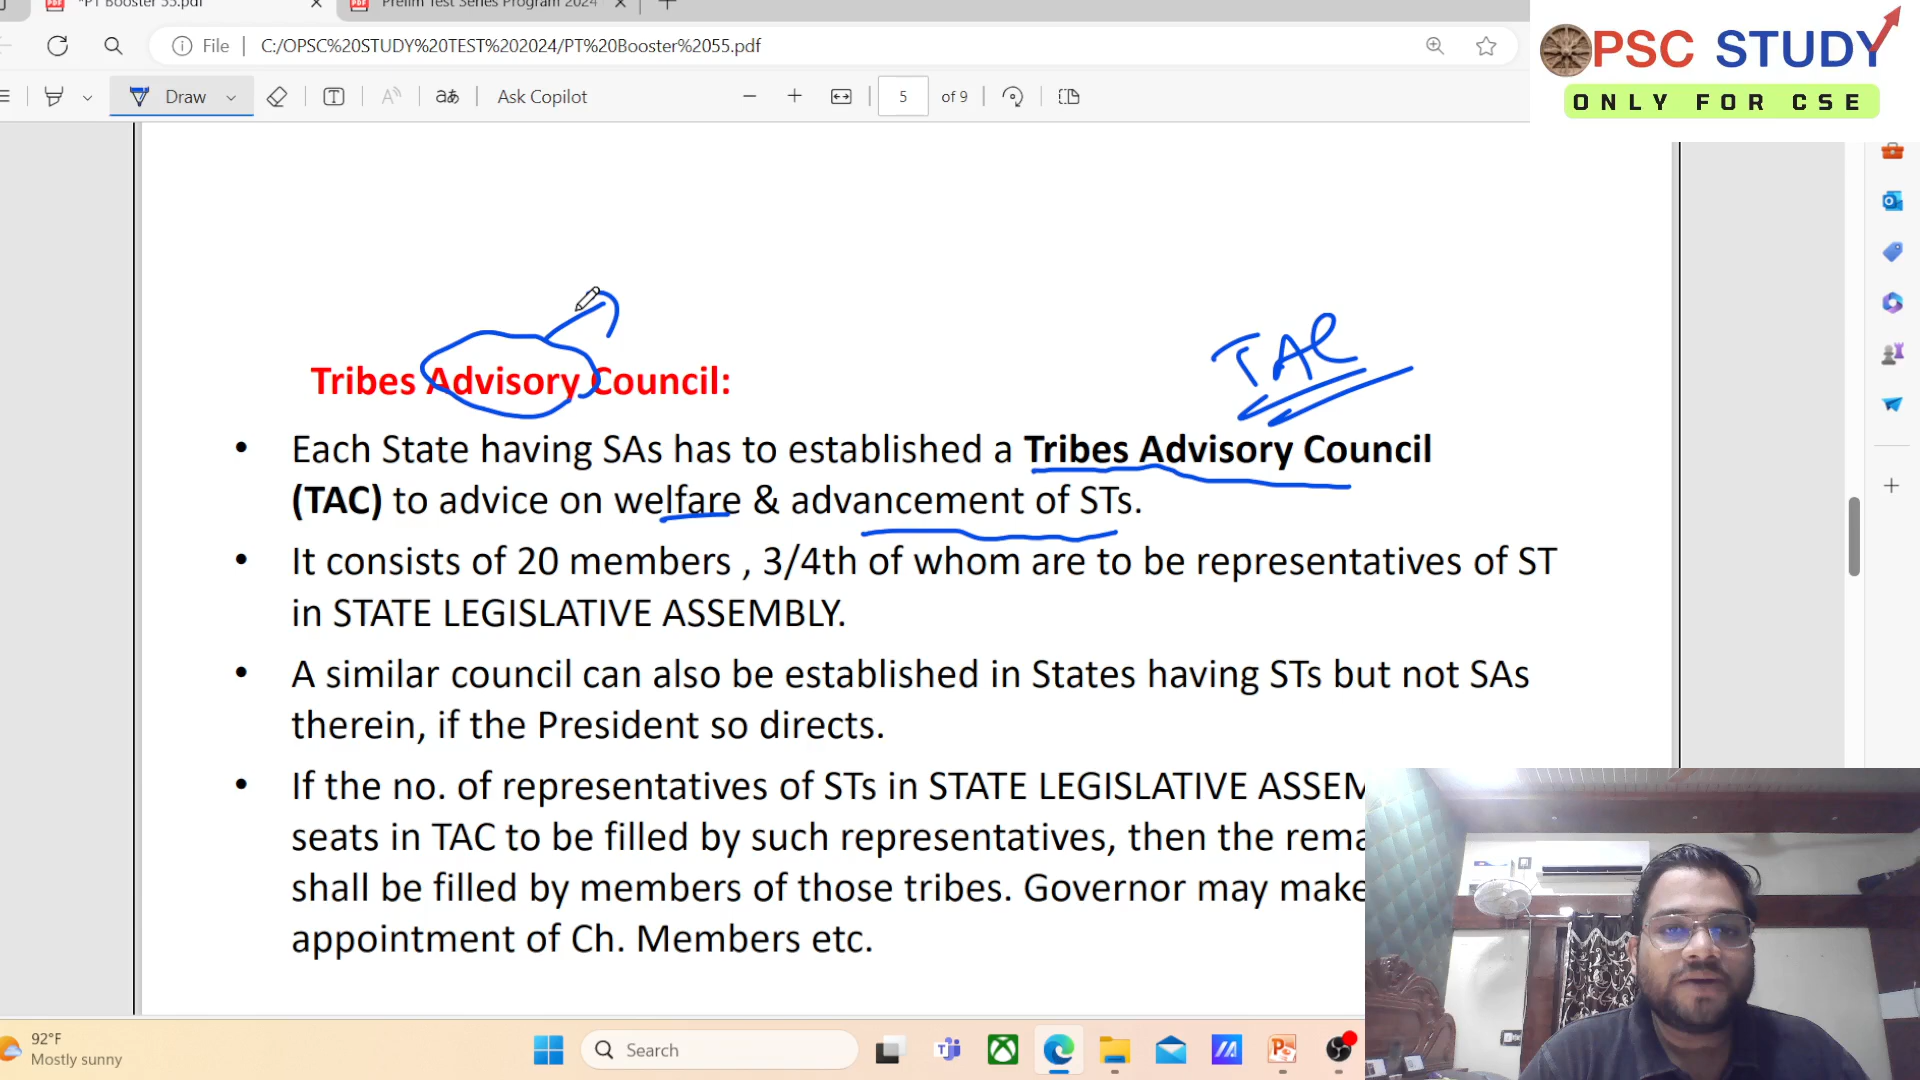 *PT Booster 55.pdf
Prelim Test Series Program 2024
PSC STUDY
ONLY FOR CSE
File
C:/OPSC%20STUDY%20TEST%202024/PT%20Booster%2055.pdf
Draw
Ask Copilot
5
of 9
TAC
Tribes Advisory Council:
• Each State having SAs has to established a Tribes Advisory Council
(TAC) to advice on welfare & advancement of STs.
• It consists of 20 members , 3/4th of whom are to be representatives of ST
in STATE LEGISLATIVE ASSEMBLY.
• A similar council can also be established in States having STs but not SAs
therein, if the President so directs.
• If the no. of representatives of STs in STATE LEGISLATIVE ASSEM
seats in TAC to be filled by such representatives, then the rema
shall be filled by members of those tribes. Governor may make
appointment of Ch. Members etc.
92°F
Mostly sunny
Search